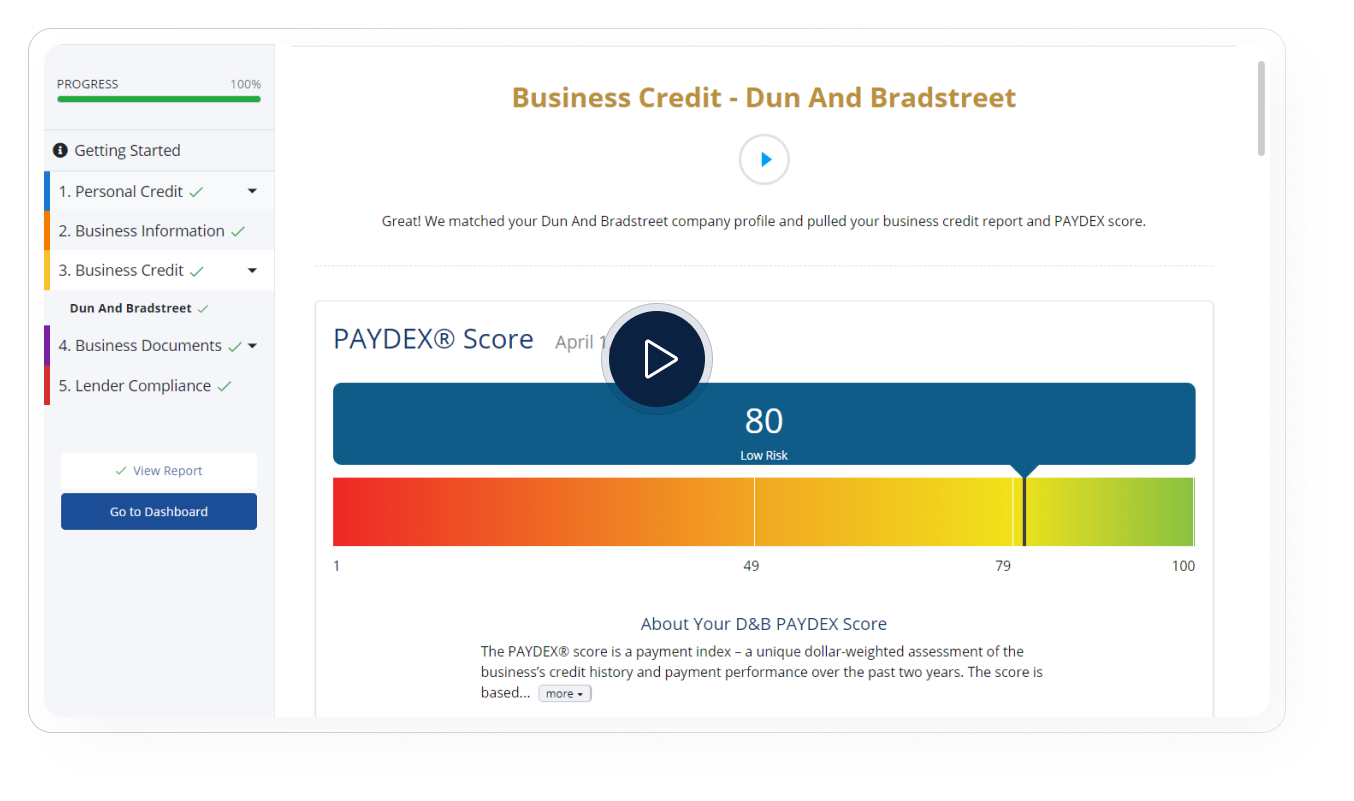 PROGRESS 100%
Getting Started
1. Personal Credit
2. Business Information
3. Business Credit
Dun And Bradstreet
4. Business Documents
5. Lender Compliance
View Report
Go to Dashboard
Business Credit - Dun And Bradstreet
Great! We matched your Dun And Bradstreet company profile and pulled your business credit report and PAYDEX score.
PAYDEX® Score April
80
Low Risk
1 49 79 100
About Your D&B PAYDEX Score
The PAYDEX® score is a payment index – a unique dollar-weighted assessment of the
business’s credit history and payment performance over the past two years. The score is
based... more